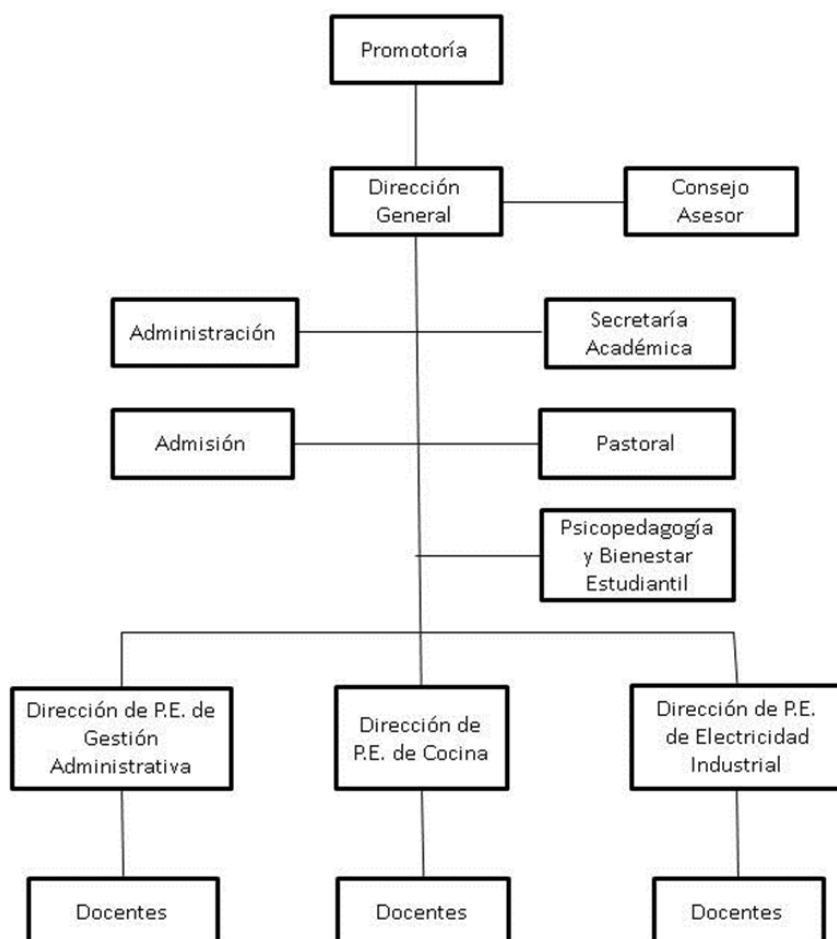 Promotoría
Dirección
General
Consejo
Asesor
Administración
Secretaría
Académica
Admisión
Pastoral
Psicopedagogía
y Bienestar
Estudiantil
Dirección de P.E. de
Gestión
Administrativa
Dirección de
P.E. de Cocina
Dirección de P.E.
de Electricidad
Industrial
Docentes
Docentes
Docentes